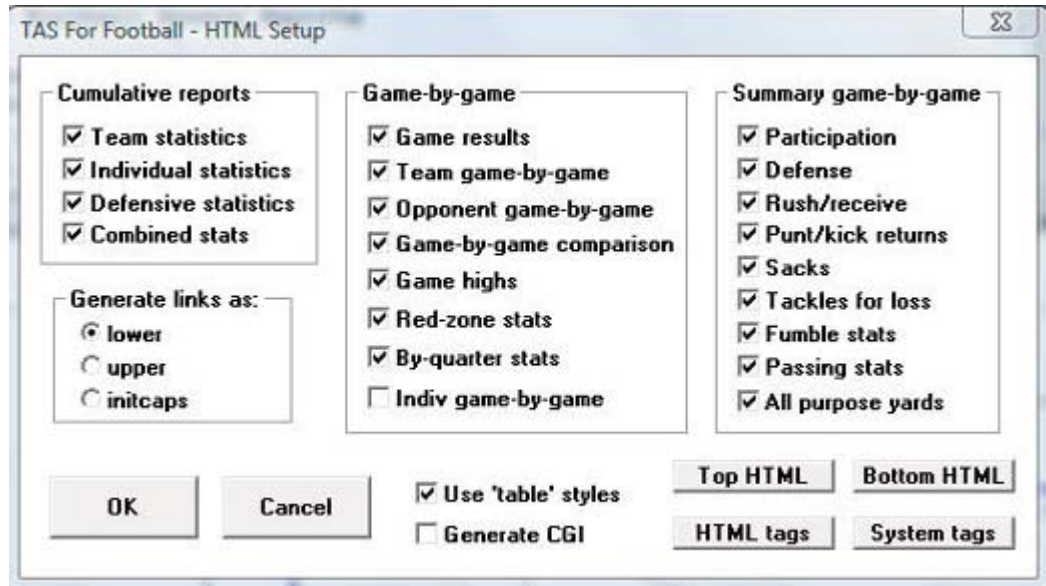 TAS For Football - HTML Setup
Cumulative reports
Team statistics
Individual statistics
Defensive statistics
Combined stats
Generate links as:
lower
upper
initcaps
Game-by-game
Game results
Team game-by-game
Opponent game-by-game
Game-by-game comparison
Game highs
Red-zone stats
By-quarter stats
Indiv game-by-game
Summary game-by-game
Participation
Defense
Rush/receive
Punt/kick returns
Sacks
Tackles for loss
Fumble stats
Passing stats
All purpose yards
OK
Cancel
Use 'table' styles
Generate CGI
Top HTML
Bottom HTML
HTML tags
System tags